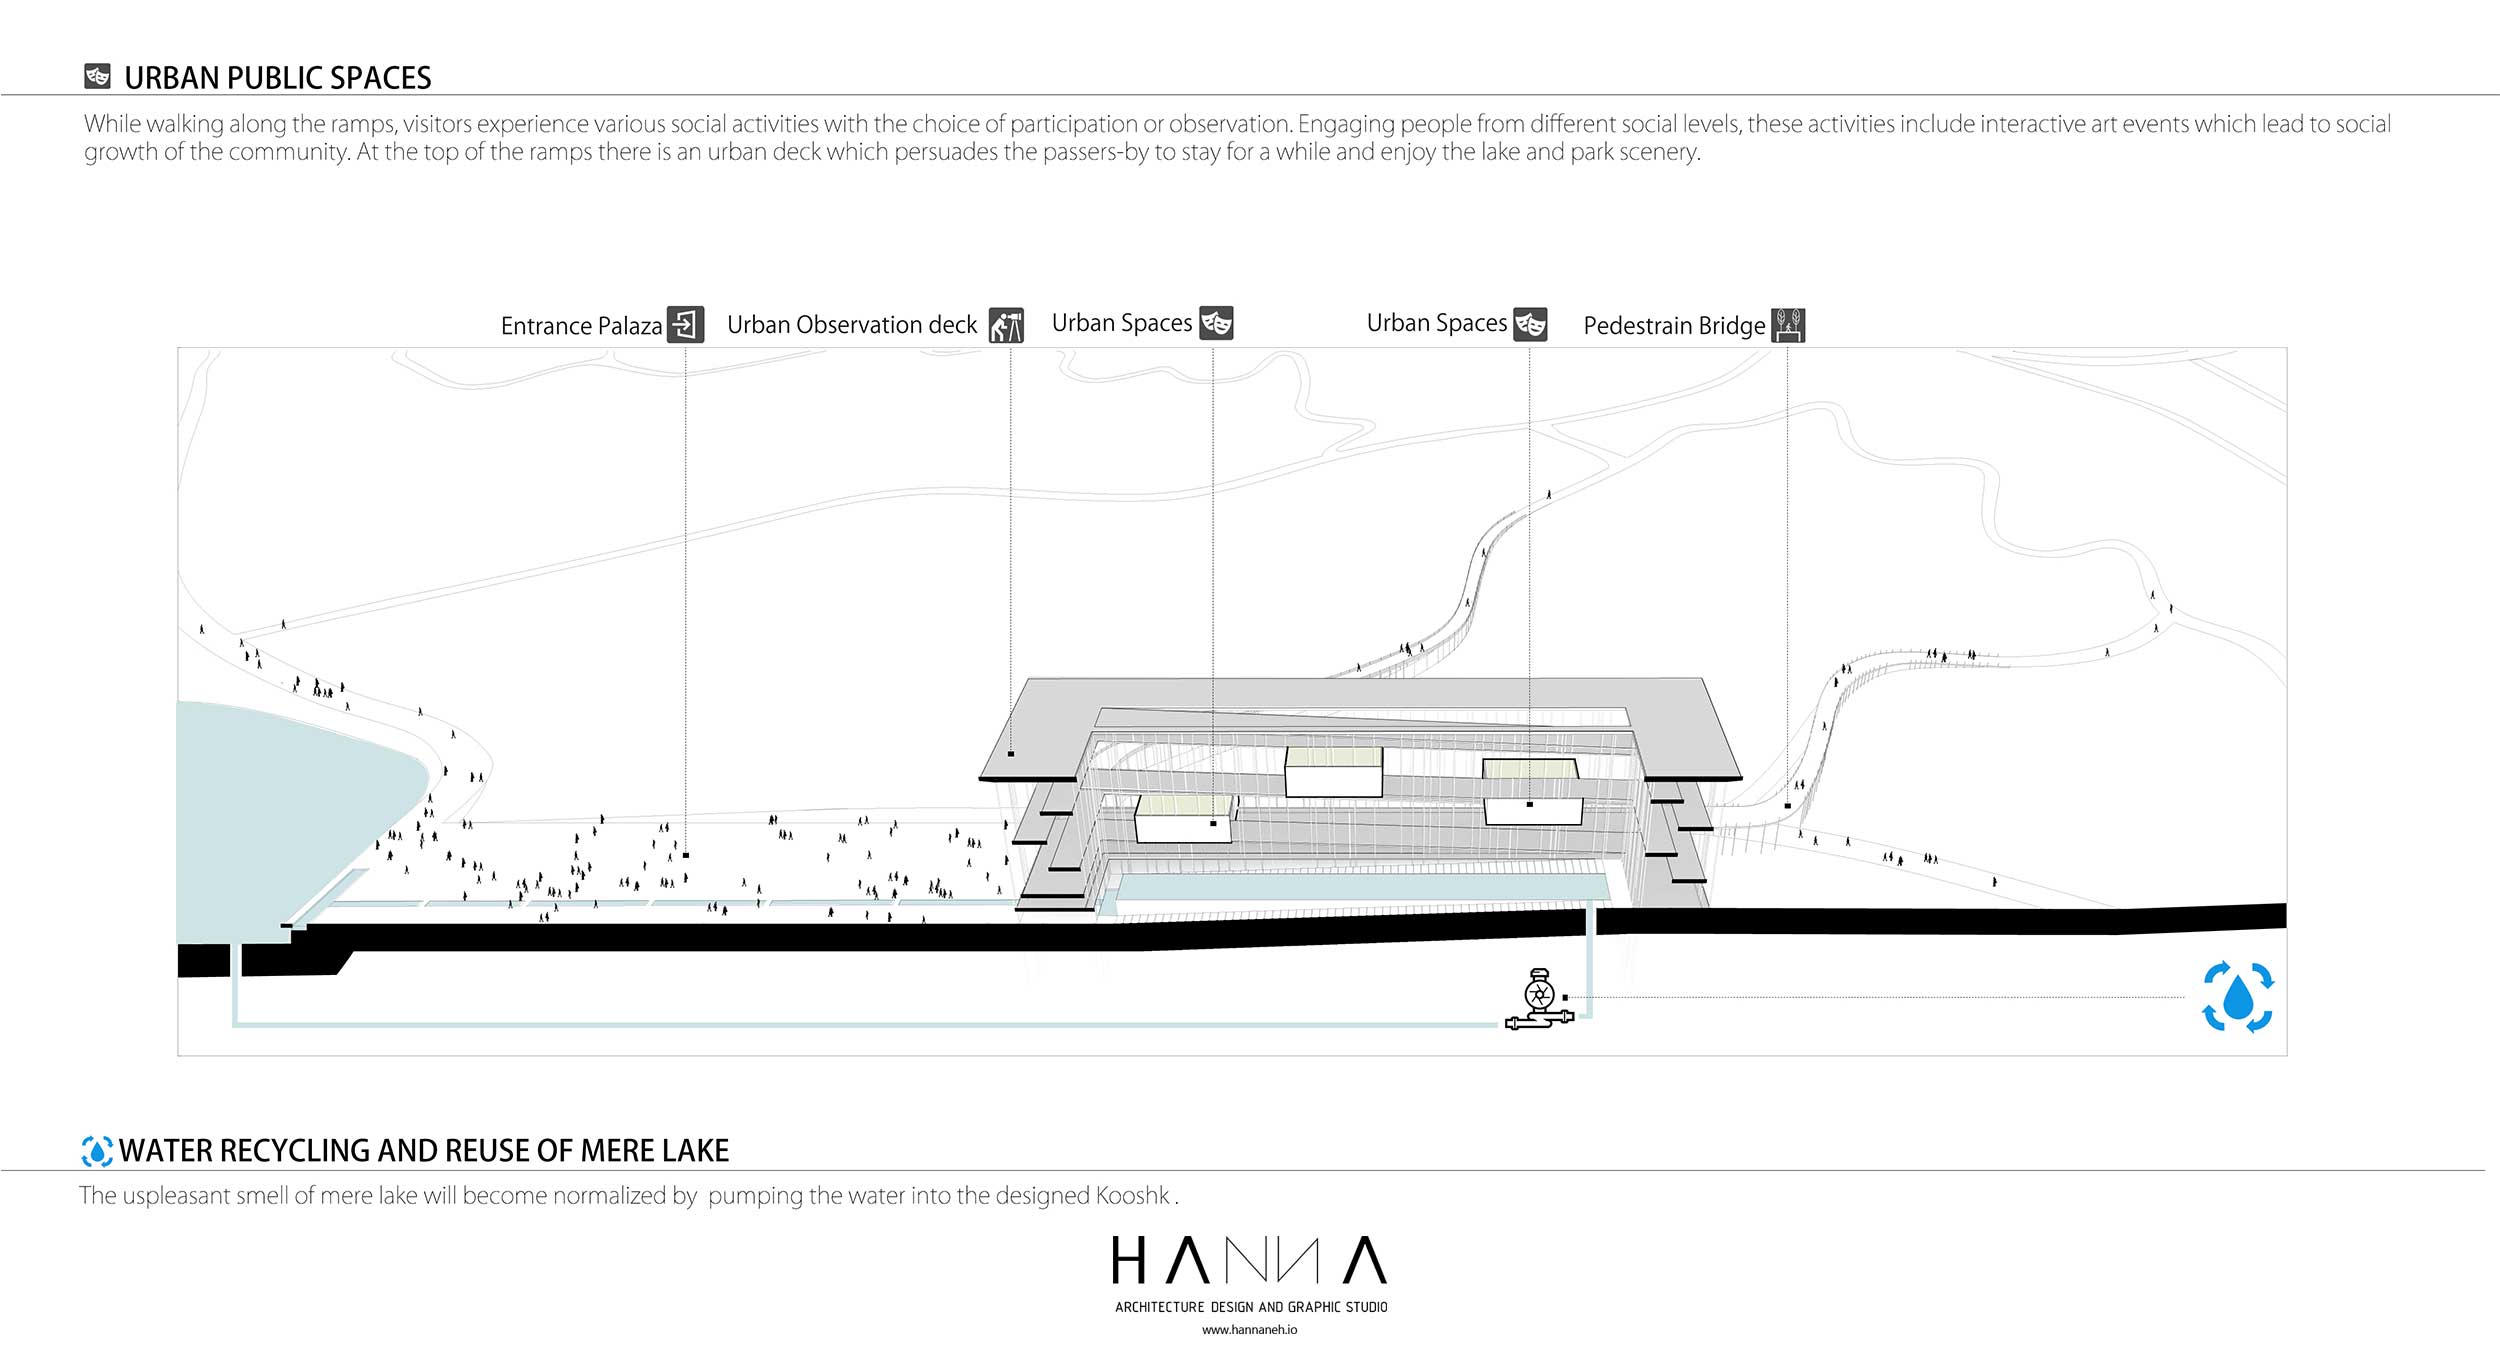 URBAN PUBLIC SPACES
While walking along the ramps, visitors experience various social activities with the choice of participation or observation. Engaging people from different social levels, these activities include interactive art events which lead to social
growth of the community. At the top of the ramps there is an urban deck which persuades the passers-by to stay for a while and enjoy the lake and park scenery.
Entrance Palaza
Urban Observation deck
Urban Spaces
Urban Spaces
Pedestrain Bridge
WATER RECYCLING AND REUSE OF MERE LAKE
The uspleasant smell of mere lake will become normalized by pumping the water into the designed Kooshk .
HANNA
ARCHITECTURE DESIGN AND GRAPHIC STUDIO
www.hannaneh.io